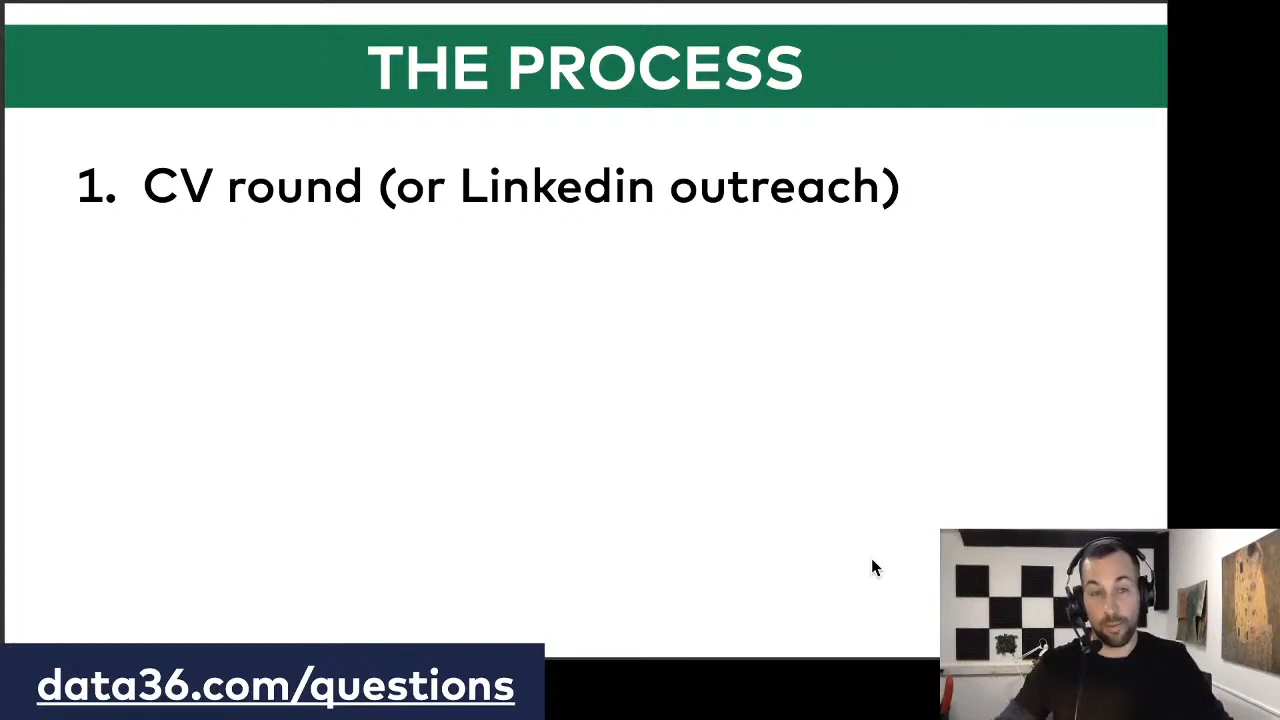 THE PROCESS
1. CV round (or Linkedin outreach)
data36.com/questions